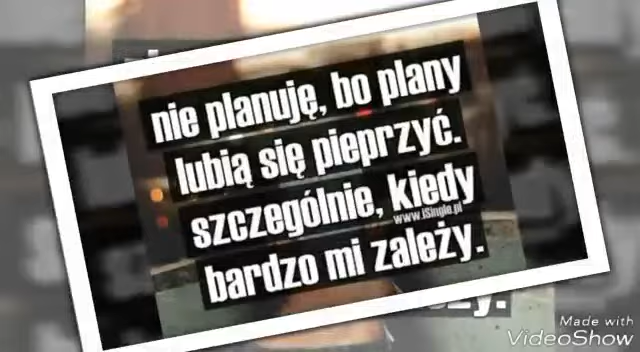 nie planuję, bo plany
lubią się pieprzyć.
szczególnie, kiedy
www.iSingle.pl
bardzo mi zależy.
Made with
VideoShow